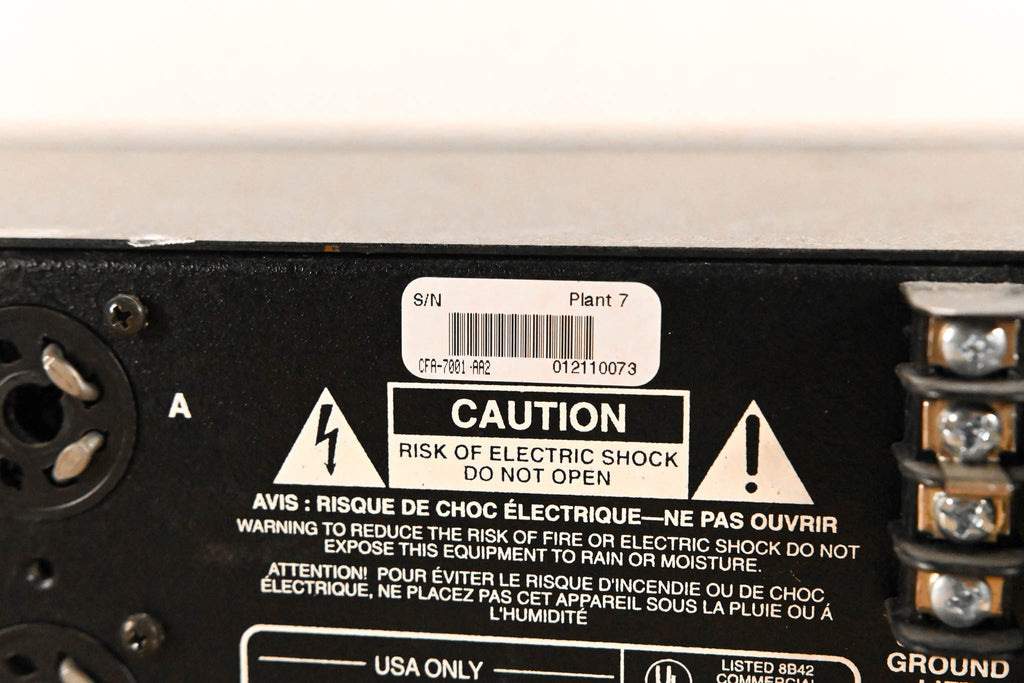 S/N Plant 7
CFA-7001-AA2 012110073
A
CAUTION
RISK OF ELECTRIC SHOCK
DO NOT OPEN
AVIS : RISQUE DE CHOC ÉLECTRIQUE—NE PAS OUVRIR
WARNING TO REDUCE THE RISK OF FIRE OR ELECTRIC SHOCK DO NOT
EXPOSE THIS EQUIPMENT TO RAIN OR MOISTURE.
ATTENTION! POUR ÉVITER LE RISQUE D'INCENDIE OU DE CHOC
ÉLECTRIQUE, NE PLACEZ PAS CET APPAREIL SOUS LA PLUIE OU Á
L'HUMIDITÉ
USA ONLY
UL
LISTED 8B42
COMMERCIAL
GROUND